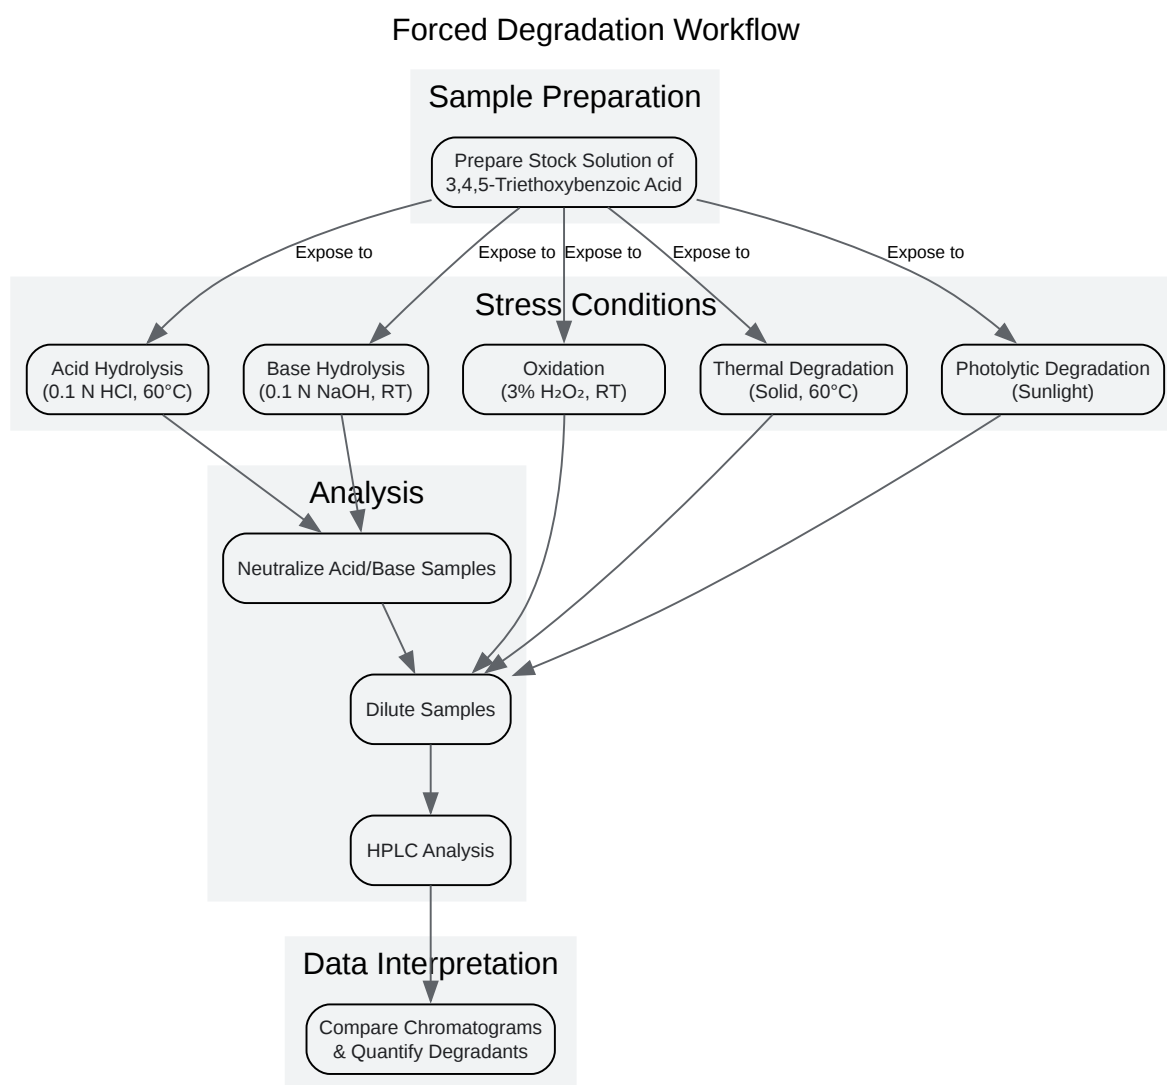 Forced Degradation Workflow
Sample Preparation
Prepare Stock Solution of
3,4,5-Triethoxybenzoic Acid
Expose to
Expose to
Expose to
Expose to
Expose to
Stress Conditions
Acid Hydrolysis
(0.1 N HCl, 60°C)
Base Hydrolysis
(0.1 N NaOH, RT)
Oxidation
(3% H₂O₂, RT)
Thermal Degradation
(Solid, 60°C)
Photolytic Degradation
(Sunlight)
Analysis
Neutralize Acid/Base Samples
Dilute Samples
HPLC Analysis
Data Interpretation
Compare Chromatograms
& Quantify Degradants